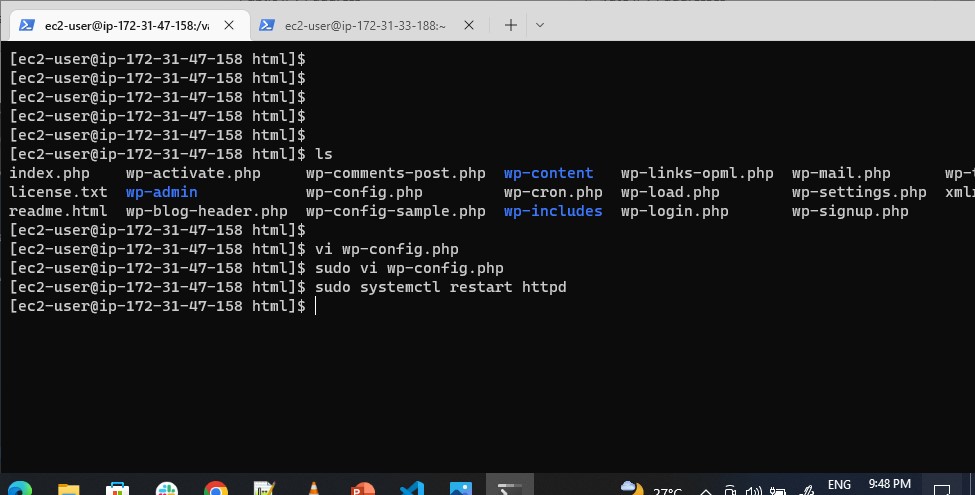 ec2-user@ip-172-31-47-158:/va
ec2-user@ip-172-31-33-188:~
[ec2-user@ip-172-31-47-158 html]$
[ec2-user@ip-172-31-47-158 html]$
[ec2-user@ip-172-31-47-158 html]$
[ec2-user@ip-172-31-47-158 html]$
[ec2-user@ip-172-31-47-158 html]$
[ec2-user@ip-172-31-47-158 html]$ ls
index.php wp-activate.php wp-comments-post.php wp-content wp-links-opml.php wp-mail.php wp-t
license.txt wp-admin wp-config.php wp-cron.php wp-load.php wp-settings.php xmlr
readme.html wp-blog-header.php wp-config-sample.php wp-includes wp-login.php wp-signup.php
[ec2-user@ip-172-31-47-158 html]$
[ec2-user@ip-172-31-47-158 html]$ vi wp-config.php
[ec2-user@ip-172-31-47-158 html]$ sudo vi wp-config.php
[ec2-user@ip-172-31-47-158 html]$ sudo systemctl restart httpd
[ec2-user@ip-172-31-47-158 html]$
27°C ENG 9:48 PM